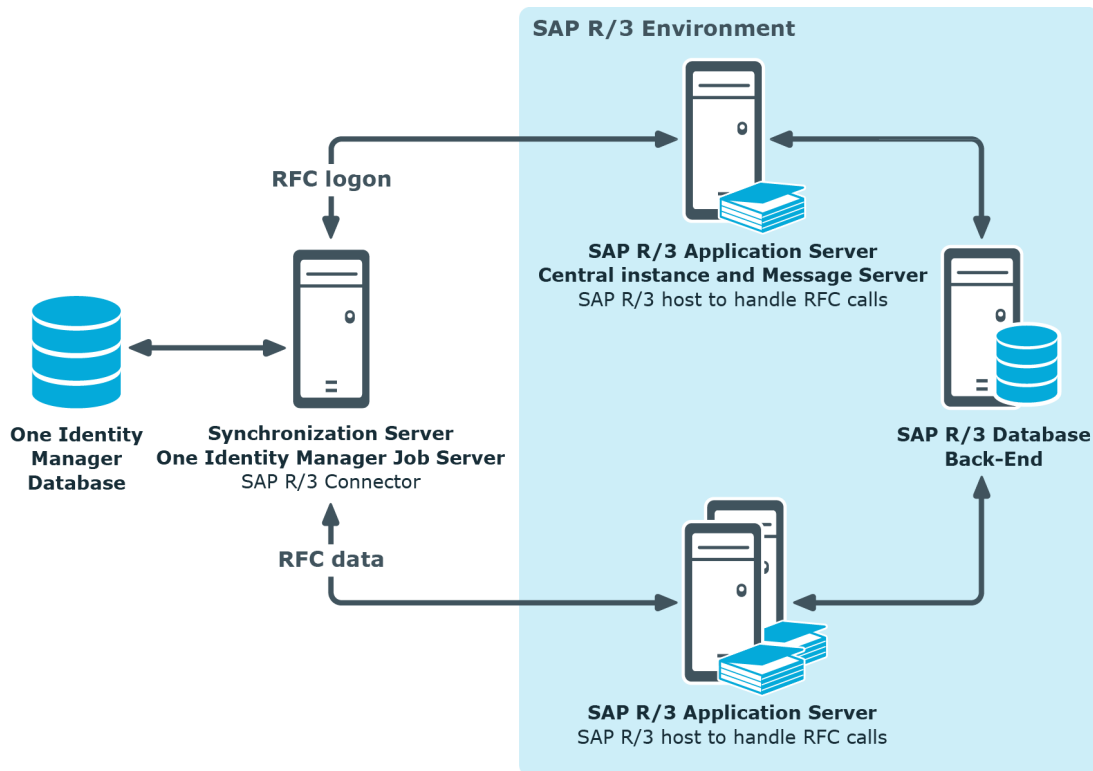 SAP R/3 Environment
RFC logon
SAP R/3 Application Server
Central instance and Message Server
SAP R/3 host to handle RFC calls
One Identity
Manager
Database
Synchronization Server
One Identity Manager Job Server
SAP R/3 Connector
SAP R/3 Database
Back-End
RFC data
SAP R/3 Application Server
SAP R/3 host to handle RFC calls